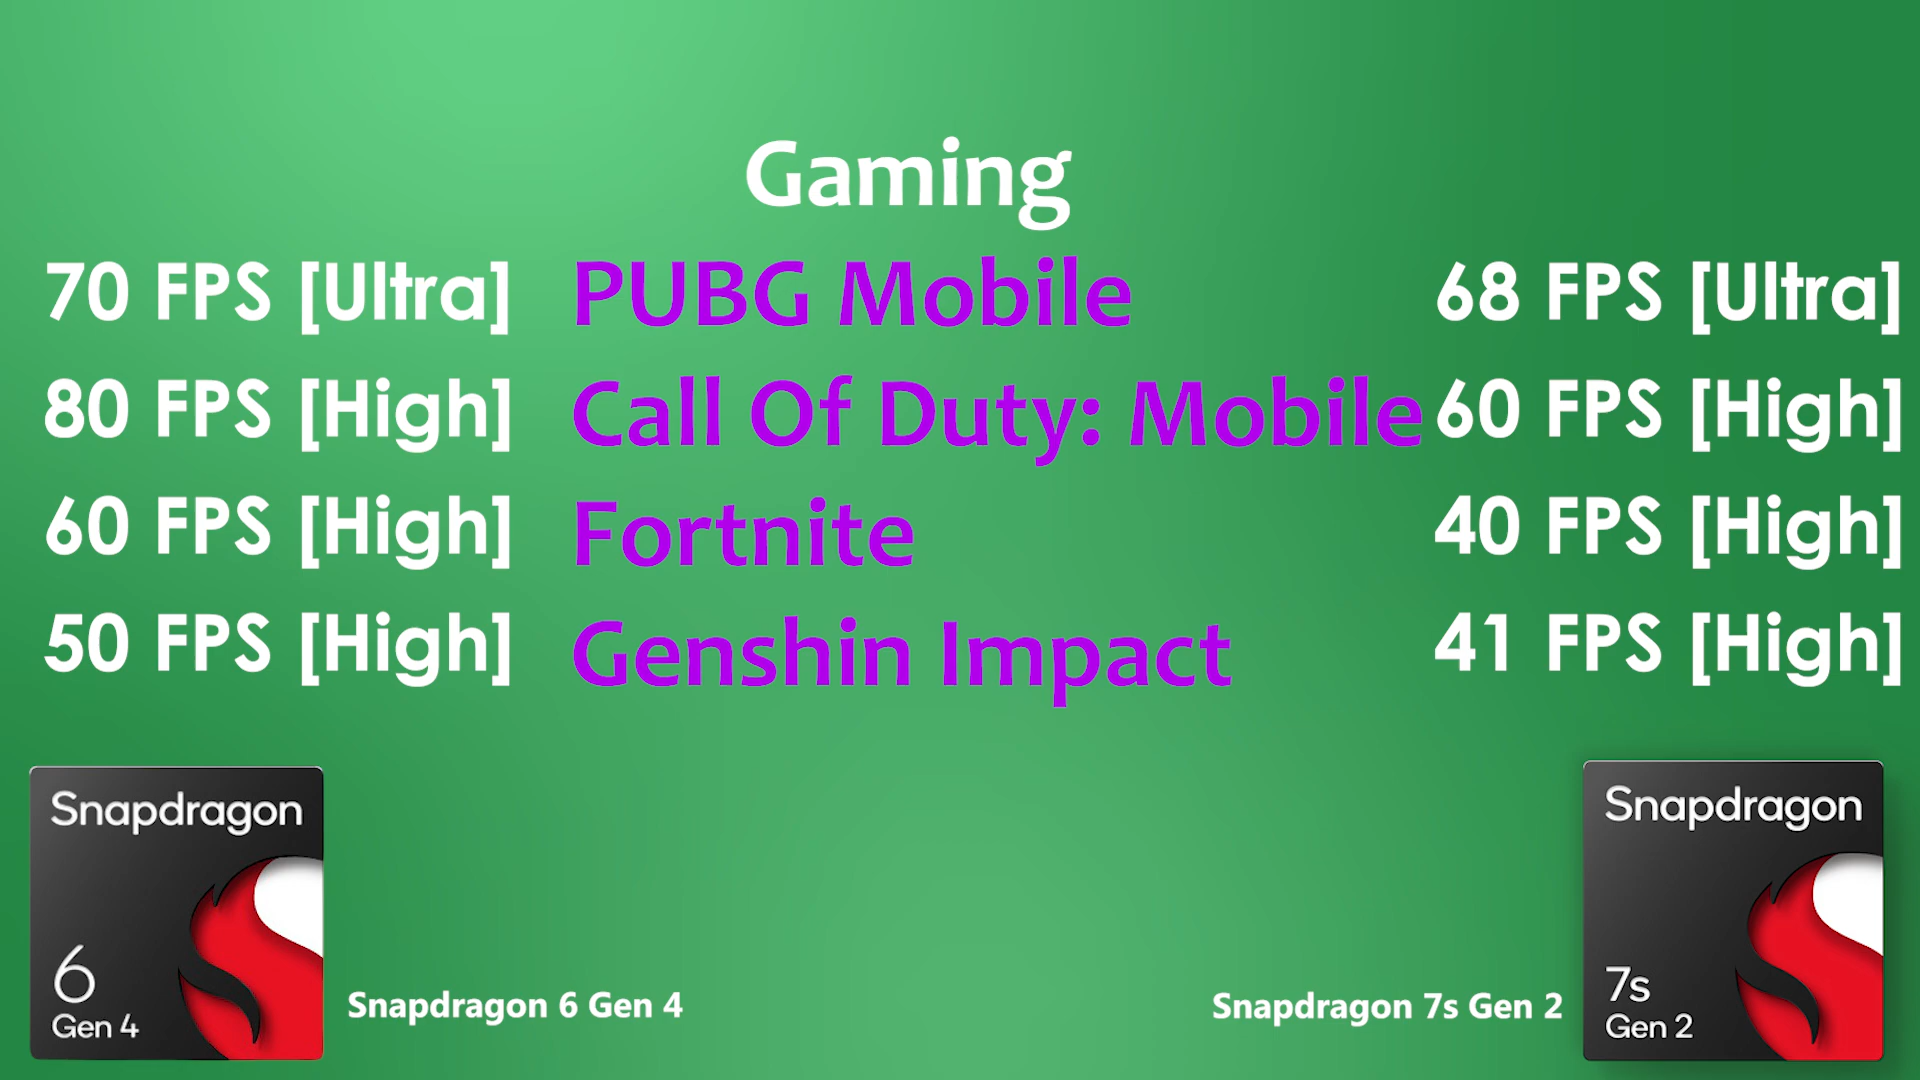 Gaming
70 FPS [Ultra] PUBG Mobile 68 FPS [Ultra]
80 FPS [High] Call Of Duty: Mobile 60 FPS [High]
60 FPS [High] Fortnite 40 FPS [High]
50 FPS [High] Genshin Impact 41 FPS [High]
Snapdragon
6
Gen 4
Snapdragon 6 Gen 4
Snapdragon 7s Gen 2
Snapdragon
7s
Gen 2